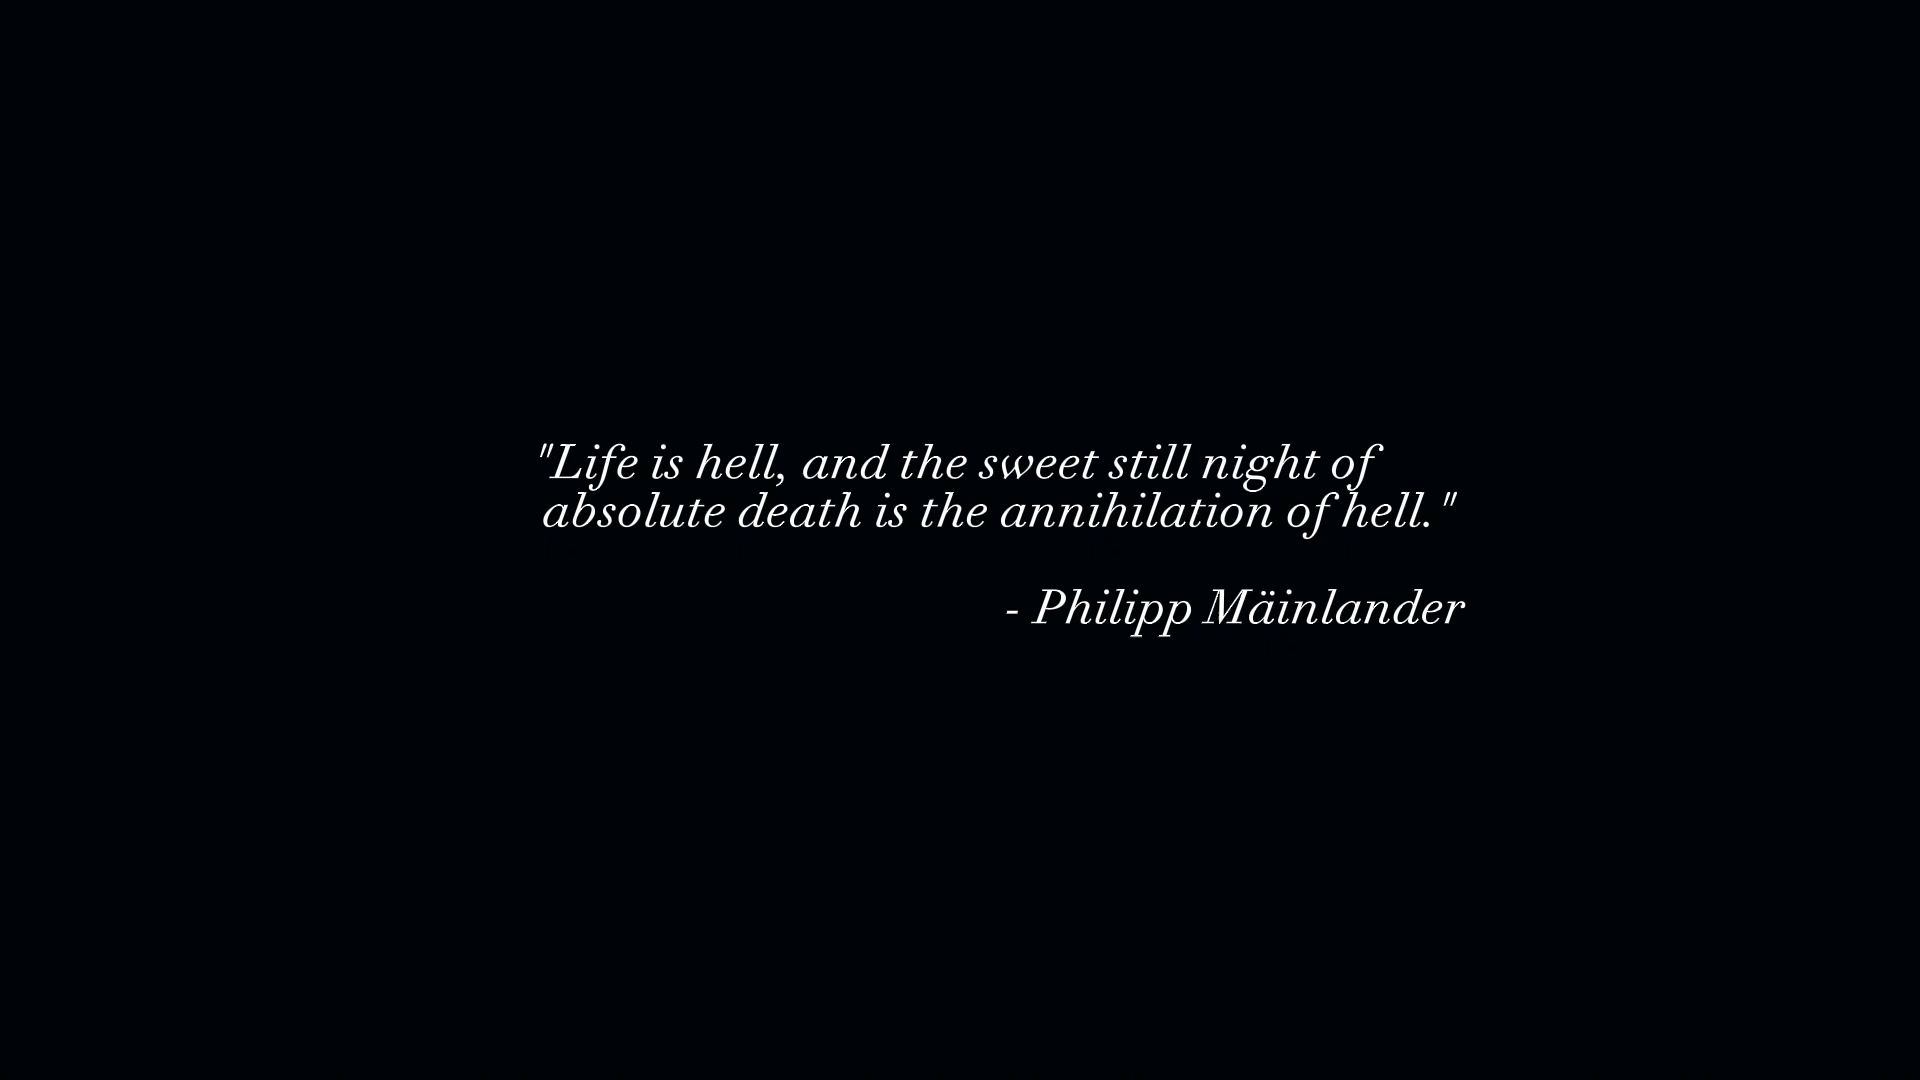 "Life is hell, and the sweet still night of
absolute death is the annihilation of hell."
- Philipp Mäinlander